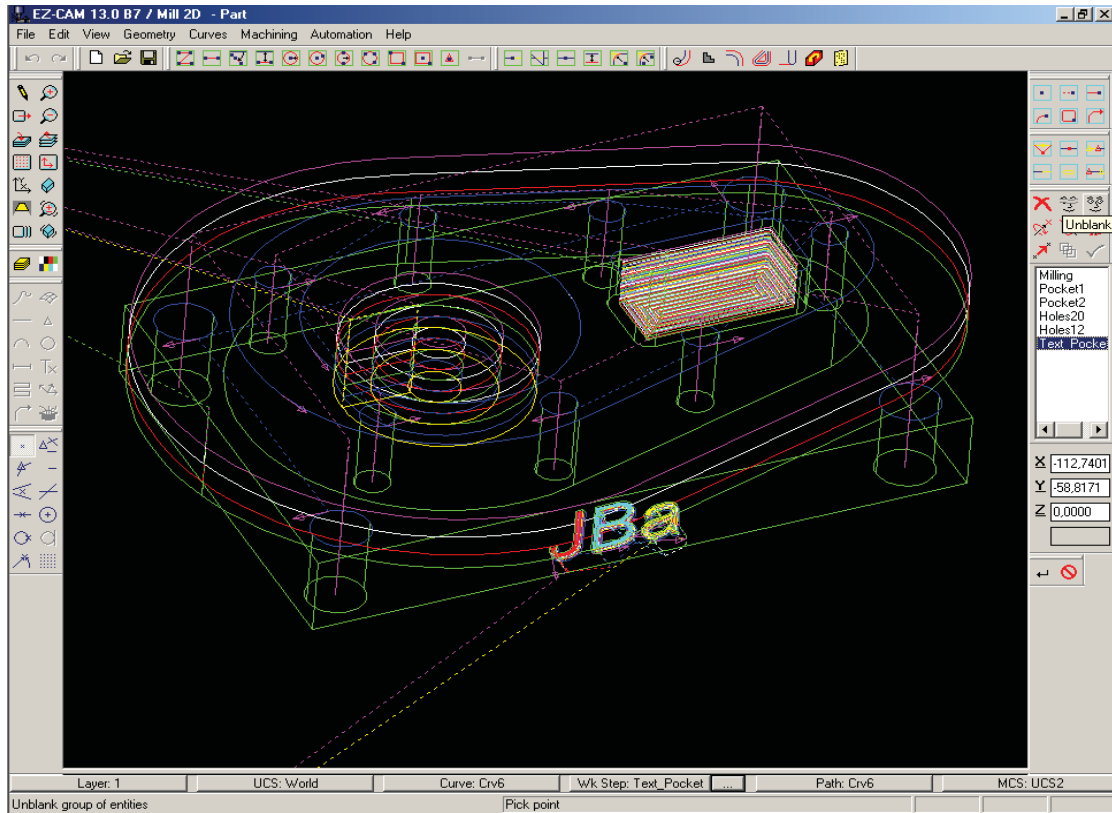 EZ-CAM 13.0 B7 / Mill 2D - Part
File Edit View Geometry Curves Machining Automation Help
Unblank
Milling
Pocket1
Pocket2
Holes20
Holes12
Text_Pocke
X -112,7401
Y -58,8171
Z 0,0000
JBa
Layer: 1 UCS: World Curve: Crv6 Wk Step: Text_Pocket ... Path: Crv6 MCS: UCS2
Unblank group of entities Pick point